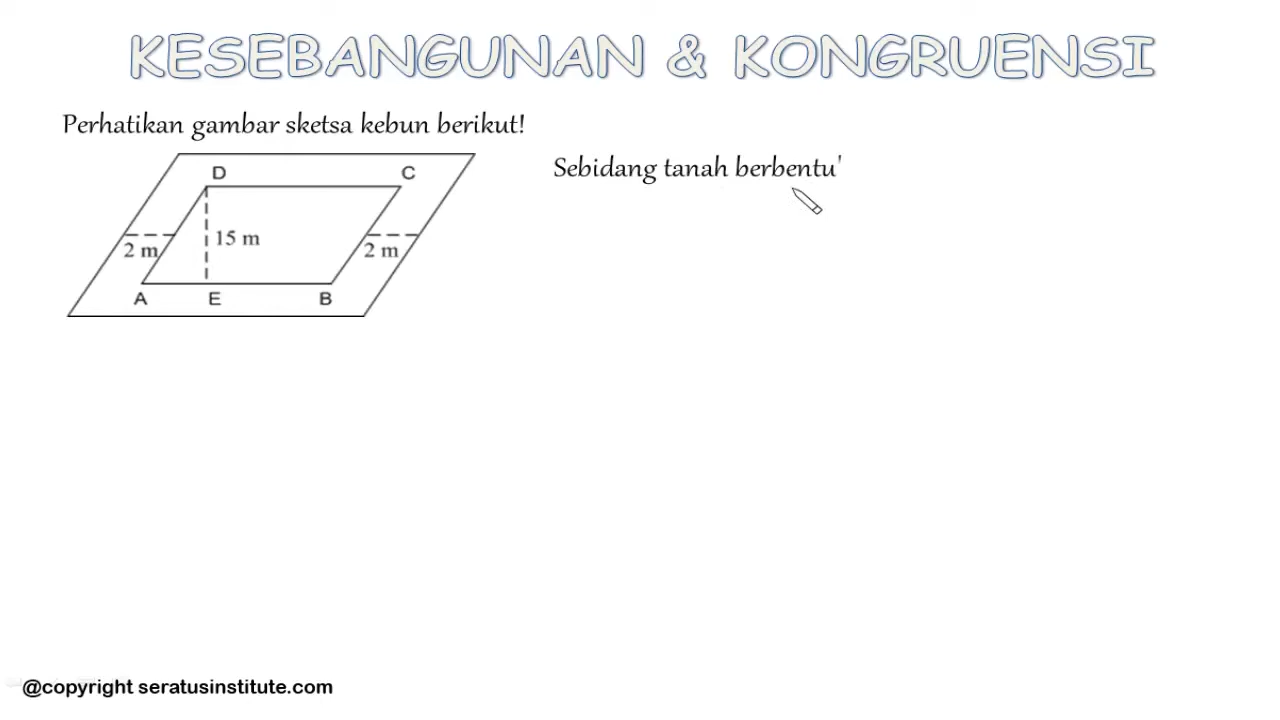 KESEBANGUNAN & KONGRUENSI
Perhatikan gambar sketsa kebun berikut!
Sebidang tanah berbentu'
D C
15 m
2 m 2 m
A E B
@copyright seratusinstitute.com